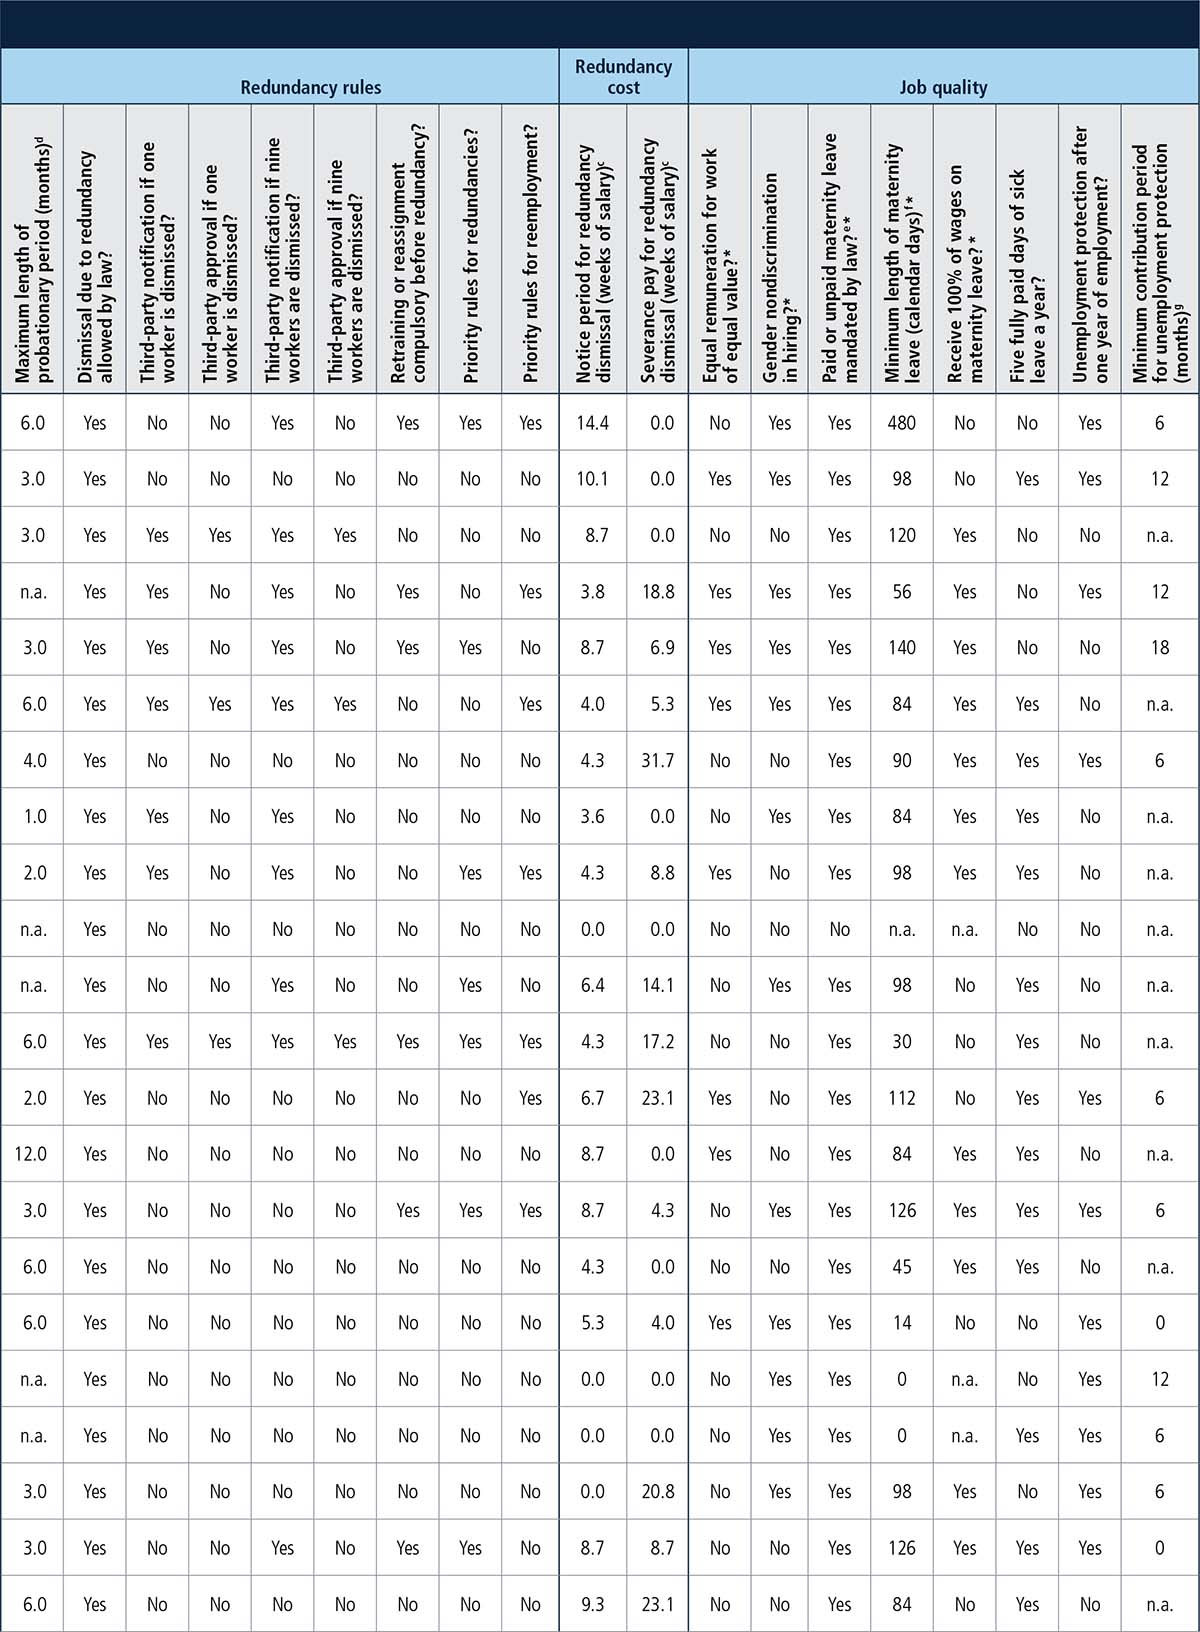 Redundancy rules
Redundancy
cost
Job quality
Maximum length of
probationary period (months)d
Dismissal due to redundancy
allowed by law?
Third-party notification if one
worker is dismissed?
Third-party approval if one
worker is dismissed?
Third-party notification if nine
workers are dismissed?
Third-party approval if nine
workers are dismissed?
Retraining or reassignment
compulsory before redundancy?
Priority rules for redundancies?
Priority rules for reemployment?
Notice period for redundancy
dismissal (weeks of salary)c
Severance pay for redundancy
dismissal (weeks of salary)c
Equal remuneration for work
of equal value?*
Gender nondiscrimination
in hiring?*
Paid or unpaid maternity leave
mandated by law?e*
Minimum length of maternity
leave (calendar days)f*
Receive 100% of wages on
maternity leave?*
Five fully paid days of sick
leave a year?
Unemployment protection after
one year of employment?
Minimum contribution period
for unemployment protection
(months)g
6.0 Yes No No Yes No Yes Yes Yes 14.4 0.0 No Yes Yes 480 No No Yes 6
3.0 Yes No No No No No No No 10.1 0.0 Yes Yes Yes 98 No Yes Yes 12
3.0 Yes Yes Yes Yes Yes No No No 8.7 0.0 No No Yes 120 Yes No No n.a.
n.a. Yes Yes No Yes No Yes No Yes 3.8 18.8 Yes Yes Yes 56 Yes No Yes 12
3.0 Yes Yes No Yes No Yes Yes No 8.7 6.9 Yes Yes Yes 140 Yes No No 18
6.0 Yes Yes Yes Yes Yes No No Yes 4.0 5.3 Yes Yes Yes 84 Yes Yes No n.a.
4.0 Yes No No No No No No No 4.3 31.7 No No Yes 90 Yes Yes Yes 6
1.0 Yes Yes No Yes No No No No 3.6 0.0 No Yes Yes 84 Yes Yes No n.a.
2.0 Yes Yes No Yes No No Yes Yes 4.3 8.8 Yes No Yes 98 Yes Yes No n.a.
n.a. Yes No No No No No No No 0.0 0.0 No No No n.a. n.a. No No n.a.
n.a. Yes No No Yes No No Yes No 6.4 14.1 No Yes Yes 98 No Yes No n.a.
6.0 Yes Yes Yes Yes Yes Yes Yes Yes 4.3 17.2 No No Yes 30 No Yes No n.a.
2.0 Yes No No No No No No Yes 6.7 23.1 Yes No Yes 112 No Yes Yes 6
12.0 Yes No No No No No No No 8.7 0.0 Yes No Yes 84 Yes Yes No n.a.
3.0 Yes No No No No Yes Yes Yes 8.7 4.3 No Yes Yes 126 Yes Yes Yes 6
6.0 Yes No No No No No No No 4.3 0.0 No No Yes 45 Yes Yes No n.a.
6.0 Yes No No No No No No No 5.3 4.0 Yes Yes Yes 14 No No Yes 0
n.a. Yes No No No No No No No 0.0 0.0 No Yes Yes 0 n.a. No Yes 12
n.a. Yes No No No No No No No 0.0 0.0 No Yes Yes 0 n.a. Yes Yes 6
3.0 Yes No No No No No No No 0.0 20.8 No Yes Yes 98 Yes No Yes 6
3.0 Yes No No Yes No Yes Yes No 8.7 8.7 No No Yes 126 Yes Yes Yes 0
6.0 Yes No No No No No No No 9.3 23.1 No No Yes 84 No Yes No n.a.